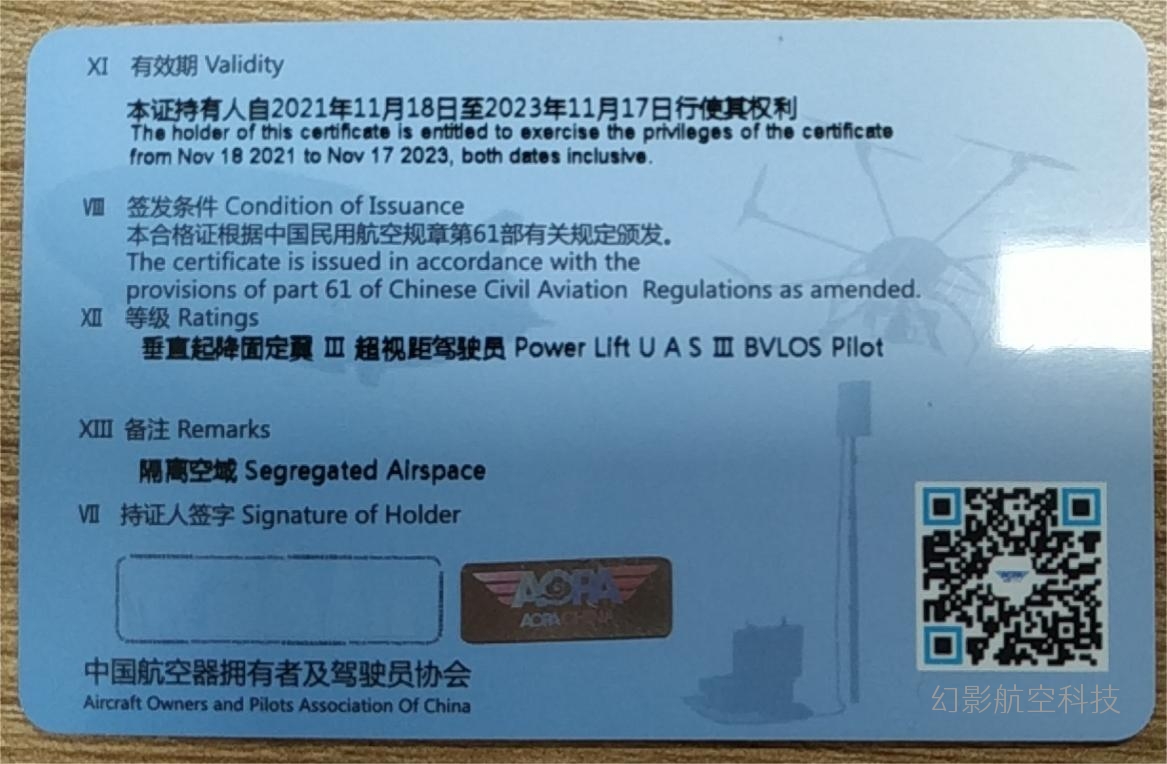 XI 有效期 Validity
本证持有人自2021年11月18日至2023年11月17日行使其权利
The holder of this certificate is entitled to exercise the privileges of the certificate
from Nov 18 2021 to Nov 17 2023, both dates inclusive.
VIII 签发条件 Condition of Issuance
本合格证根据中国民用航空规章第61部有关规定颁发。
The certificate is issued in accordance with the
provisions of part 61 of Chinese Civil Aviation Regulations as amended.
XII 等级 Ratings
垂直起降固定翼 III 超视距驾驶员 Power Lift U A S III BVLOS Pilot
XIII 备注 Remarks
隔离空域 Segregated Airspace
VII 持证人签字 Signature of Holder
AOPA
AOPA CHINA
中国航空器拥有者及驾驶员协会
Aircraft Owners and Pilots Association Of China
幻影航空科技